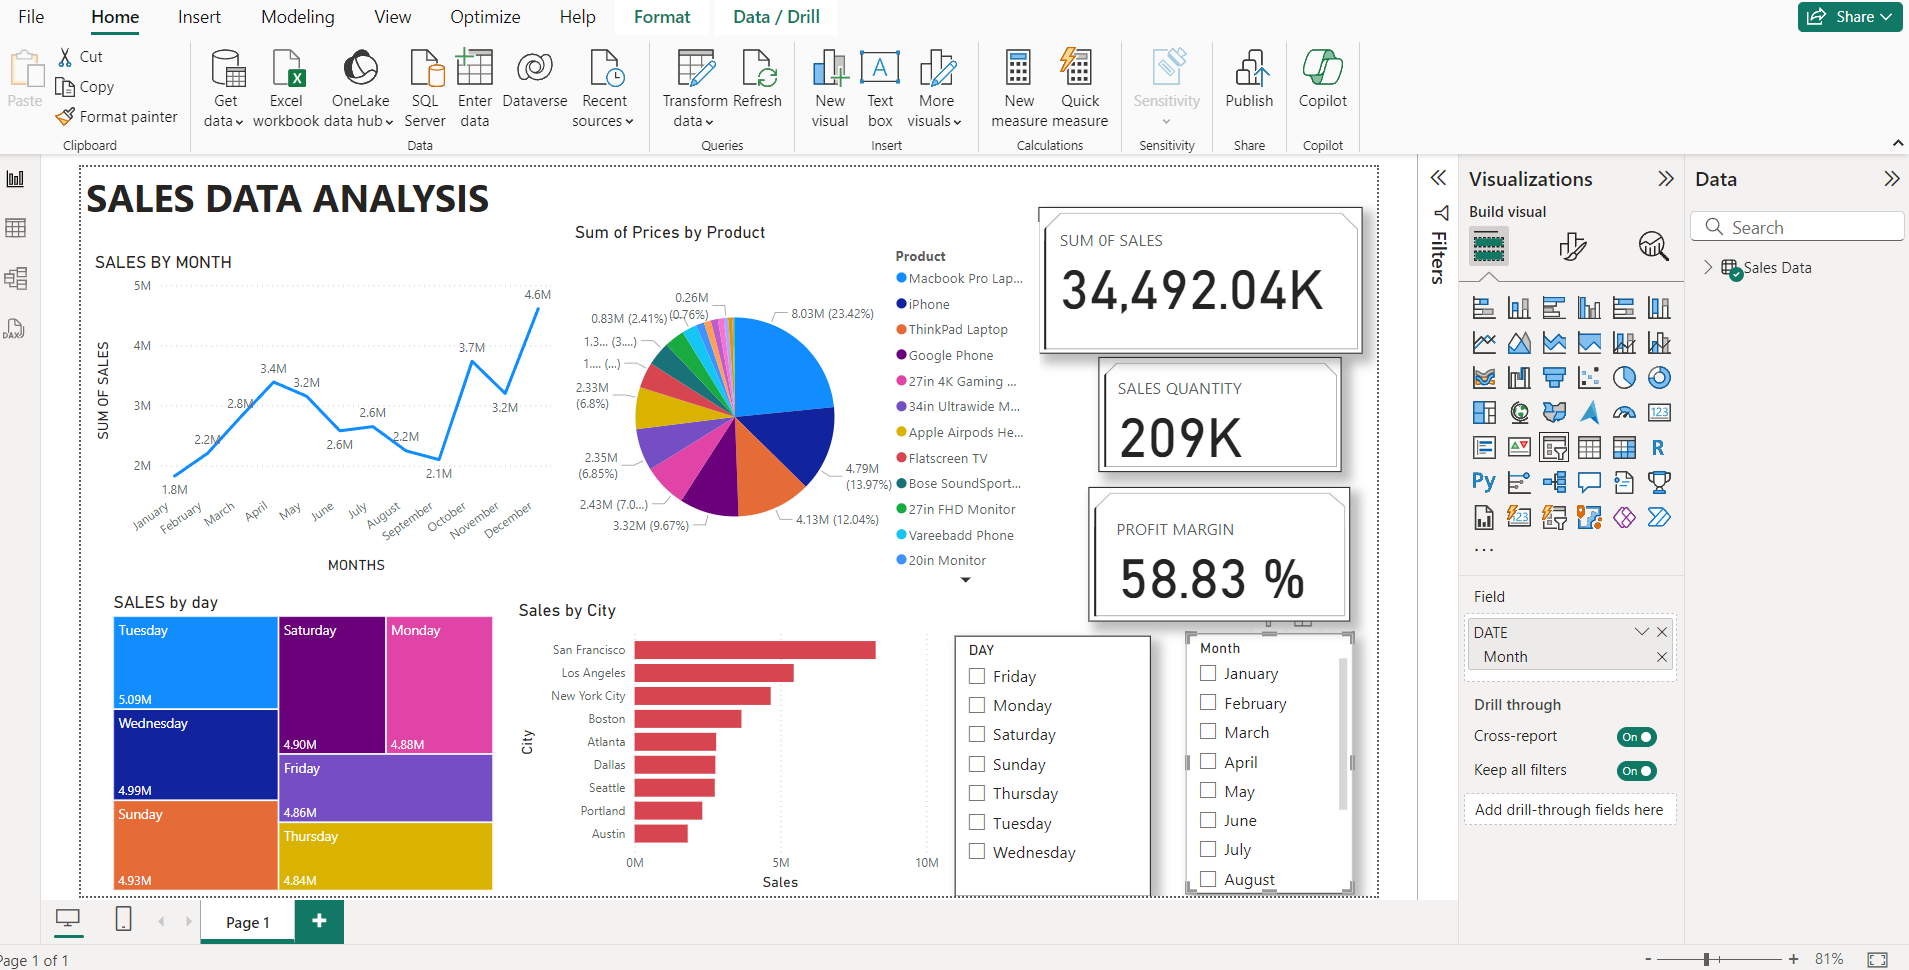 File
Home
Insert
Modeling
View
Optimize
Help
Format
Data / Drill
Share
Paste
Cut
Copy
Format painter
Clipboard
Get data
Excel workbook
OneLake data hub
SQL Server
Enter data
Dataverse
Recent sources
Data
Transform data
Refresh
Queries
New visual
Text box
More visuals
Insert
New measure
Quick measure
Calculations
Sensitivity
Sensitivity
Publish
Share
Copilot
Copilot
SALES DATA ANALYSIS
SALES BY MONTH
SUM OF SALES
5M
4M
3M
2M
1.8M
2.2M
2.8M
3.4M
3.2M
2.6M
2.6M
2.2M
2.1M
3.7M
3.2M
4.6M
January
February
March
April
May
June
July
August
September
October
November
December
MONTHS
Sum of Prices by Product
8.03M (23.42%)
4.79M
(13.97%)
4.13M (12.04%)
3.32M (9.67%)
2.43M (7.0...)
2.35M
(6.85%)
2.33M
(6.8%)
1.... (...)
1.3... (3....)
0.83M (2.41%)
0.26M
(0.76%)
Product
Macbook Pro Lap...
iPhone
ThinkPad Laptop
Google Phone
27in 4K Gaming ...
34in Ultrawide M...
Apple Airpods He...
Flatscreen TV
Bose SoundSport...
27in FHD Monitor
Vareebadd Phone
20in Monitor
SUM OF SALES
34,492.04K
SALES QUANTITY
209K
PROFIT MARGIN
58.83 %
SALES by day
Tuesday
5.09M
Wednesday
4.99M
Sunday
4.93M
Saturday
4.90M
Monday
4.88M
Friday
4.86M
Thursday
4.84M
Sales by City
City
San Francisco
Los Angeles
New York City
Boston
Atlanta
Dallas
Seattle
Portland
Austin
0M
5M
10M
Sales
DAY
Friday
Monday
Saturday
Sunday
Thursday
Tuesday
Wednesday
Month
January
February
March
April
May
June
July
August
Filters
Visualizations
Build visual
123
R
Py
123
...
Field
DATE
Month
Drill through
Cross-report
On
Keep all filters
On
Add drill-through fields here
Data
Search
Sales Data
DAX
Page 1
+
Page 1 of 1
- + 81%